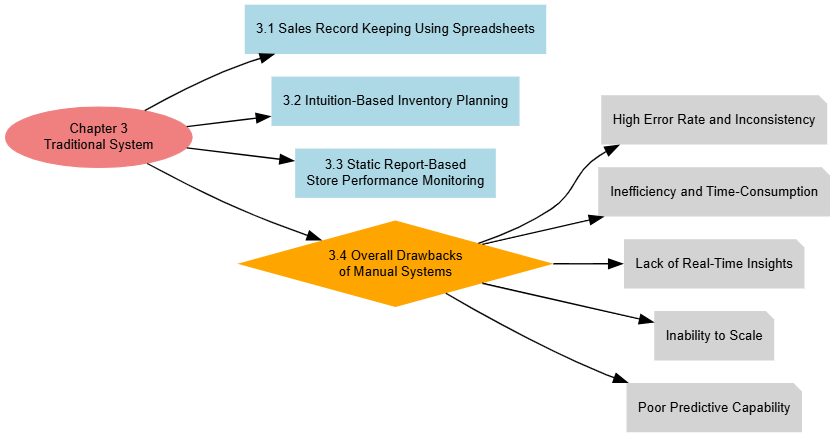 3.1 Sales Record Keeping Using Spreadsheets
3.2 Intuition-Based Inventory Planning
Chapter 3
Traditional System
3.3 Static Report-Based
Store Performance Monitoring
3.4 Overall Drawbacks
of Manual Systems
High Error Rate and Inconsistency
Inefficiency and Time-Consumption
Lack of Real-Time Insights
Inability to Scale
Poor Predictive Capability